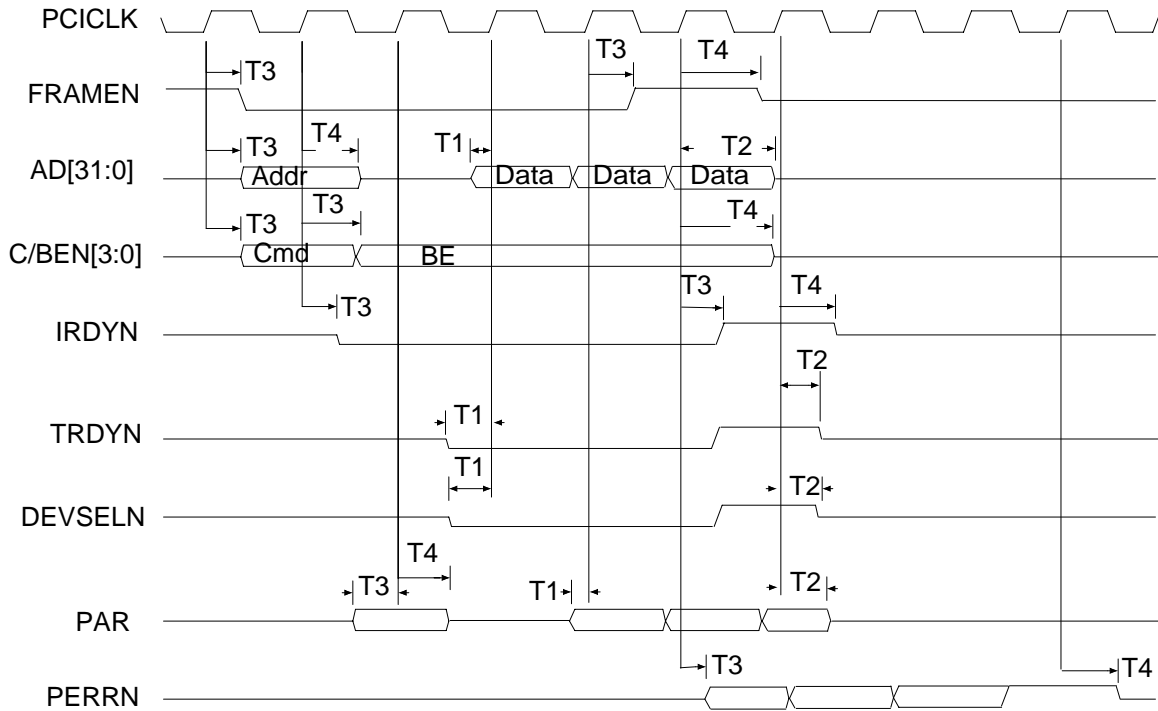 PCICLK
T3 T3 T4
FRAMEN
T3 T4 T1 T2
AD[31:0] Addr Data Data Data
T3 T3 T4
C/BEN[3:0] Cmd BE
T3 T3 T4
IRDYN
T2
T1
TRDYN
T1
T2
DEVSELN
T4
T3 T1 T2
PAR
T3 T4
PERRN